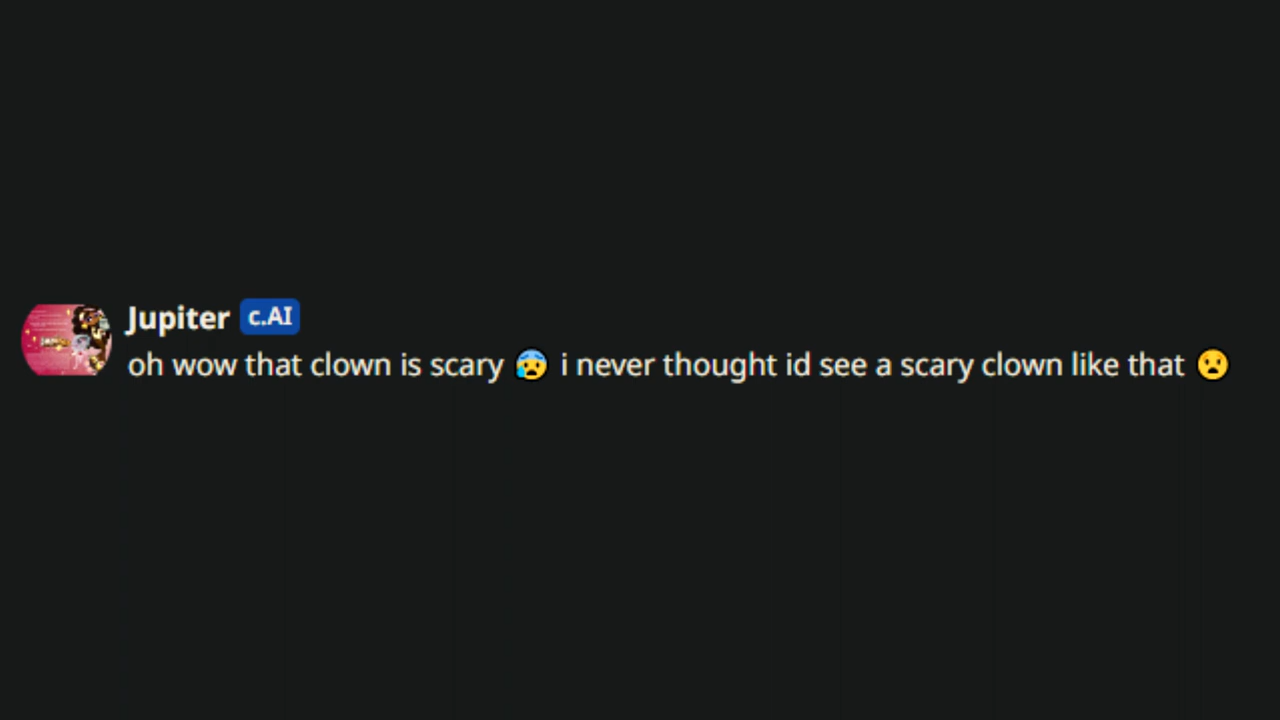 Jupiter c.AI
oh wow that clown is scary 😰 i never thought id see a scary clown like that 😧